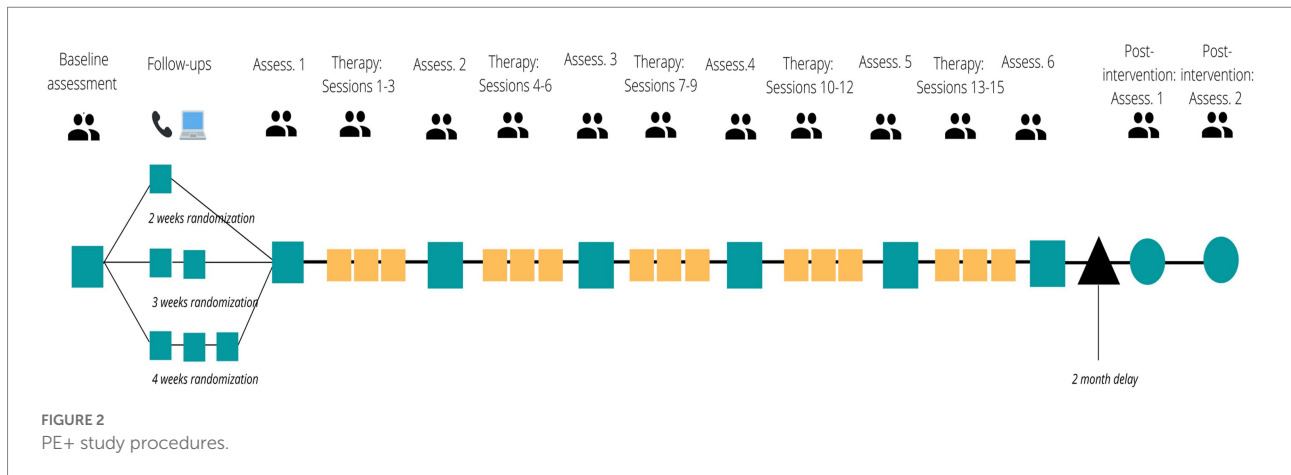 Baseline
assessment
Follow-ups
Assess. 1
Therapy:
Sessions 1-3
Assess. 2
Therapy:
Sessions 4-6
Assess. 3
Therapy:
Sessions 7-9
Assess.4
Therapy:
Sessions 10-12
Assess. 5
Therapy:
Sessions 13-15
Assess. 6
Post-
intervention:
Assess. 1
Post-
intervention:
Assess. 2
2 weeks randomization
3 weeks randomization
4 weeks randomization
2 month delay
FIGURE 2
PE+ study procedures.